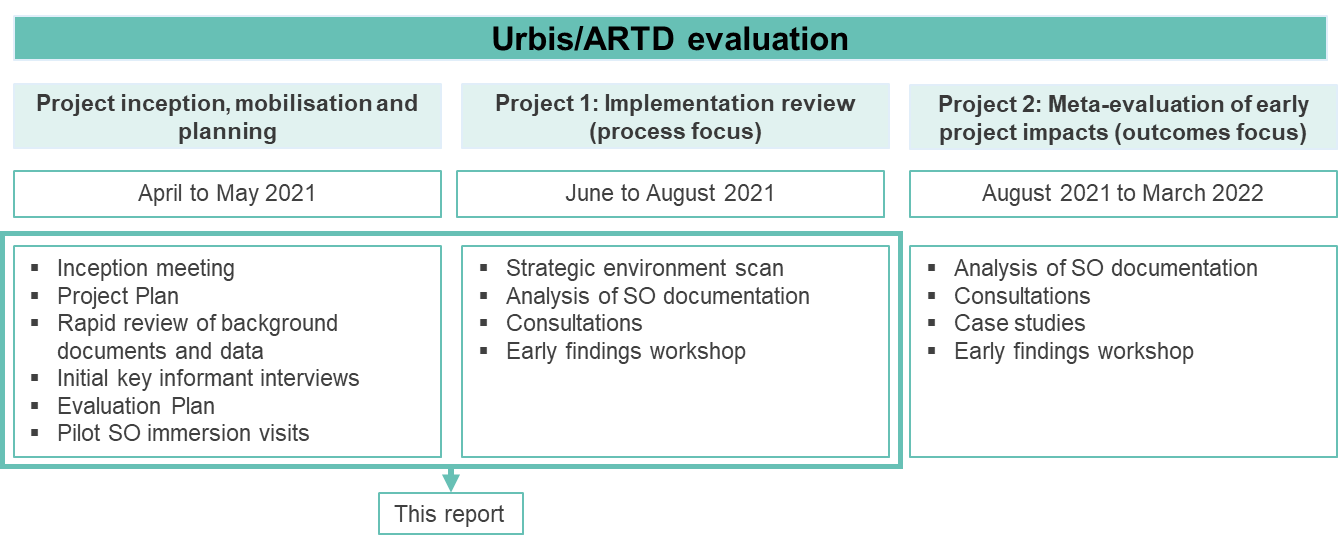 Urbis/ARTD evaluation
Project inception, mobilisation and
planning
April to May 2021
▪ Inception meeting
▪ Project Plan
▪ Rapid review of background
documents and data
▪ Initial key informant interviews
▪ Evaluation Plan
▪ Pilot SO immersion visits
Project 1: Implementation review
(process focus)
June to August 2021
▪ Strategic environment scan
▪ Analysis of SO documentation
▪ Consultations
▪ Early findings workshop
Project 2: Meta-evaluation of early
project impacts (outcomes focus)
August 2021 to March 2022
▪ Analysis of SO documentation
▪ Consultations
▪ Case studies
▪ Early findings workshop
This report